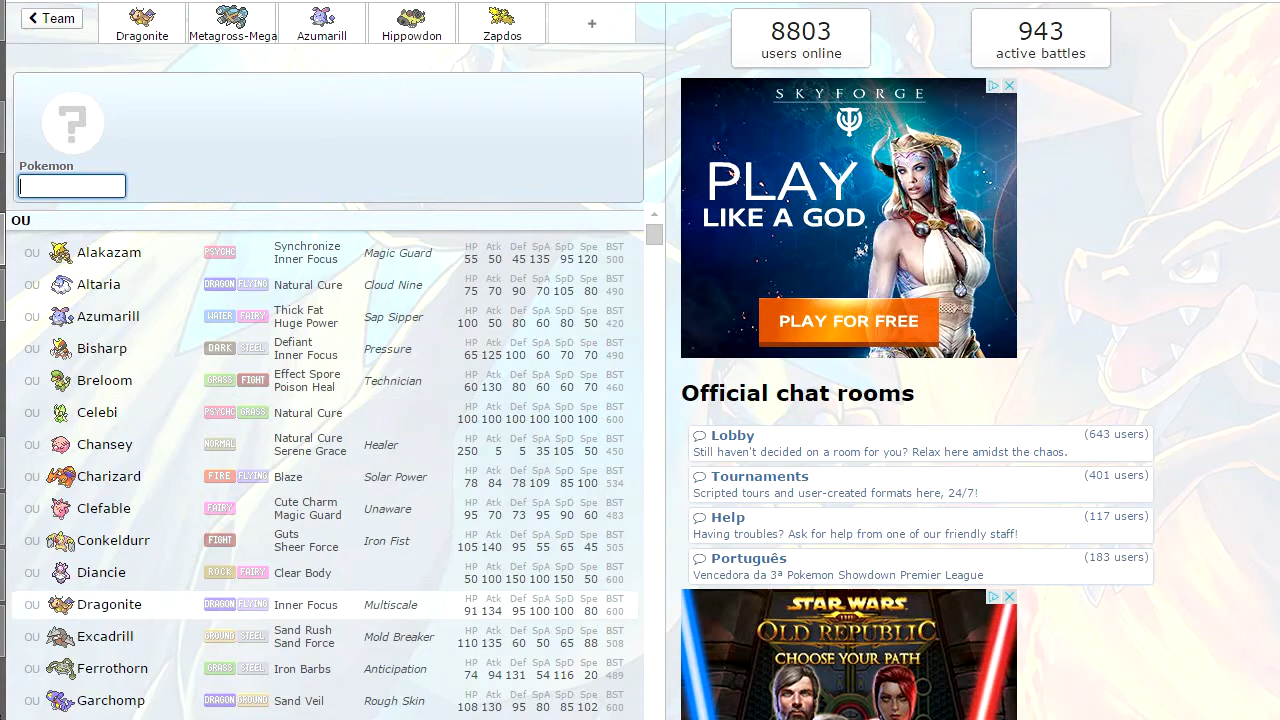 Team
Dragonite
Metagross-Mega
Azumarill
Hippowdon
Zapdos
+
?
Pokemon
OU
OU Alakazam PSYCHC Synchronize Inner Focus Magic Guard HP 55 Atk 50 Def 45 SpA 135 SpD 95 Spe 120 BST 500
OU Altaria DRAGON FLYING Natural Cure Cloud Nine HP 75 Atk 70 Def 90 SpA 70 SpD 105 Spe 80 BST 490
OU Azumarill WATER FAIRY Thick Fat Huge Power Sap Sipper HP 100 Atk 50 Def 80 SpA 60 SpD 80 Spe 50 BST 420
OU Bisharp DARK STEEL Defiant Inner Focus Pressure HP 65 Atk 125 Def 100 SpA 60 SpD 70 Spe 70 BST 490
OU Breloom GRASS FIGHT Effect Spore Poison Heal Technician HP 60 Atk 130 Def 80 SpA 60 SpD 60 Spe 70 BST 460
OU Celebi PSYCHC GRASS Natural Cure HP 100 Atk 100 Def 100 SpA 100 SpD 100 Spe 100 BST 600
OU Chansey NORMAL Natural Cure Serene Grace Healer HP 250 Atk 5 Def 5 SpA 35 SpD 105 Spe 50 BST 450
OU Charizard FIRE FLYING Blaze Solar Power HP 78 Atk 84 Def 78 SpA 109 SpD 85 Spe 100 BST 534
OU Clefable FAIRY Cute Charm Magic Guard Unaware HP 95 Atk 70 Def 73 SpA 95 SpD 90 Spe 60 BST 483
OU Conkeldurr FIGHT Guts Sheer Force Iron Fist HP 105 Atk 140 Def 95 SpA 55 SpD 65 Spe 45 BST 505
OU Diancie ROCK FAIRY Clear Body HP 50 Atk 100 Def 150 SpA 100 SpD 150 Spe 50 BST 600
OU Dragonite DRAGON FLYING Inner Focus Multiscale HP 91 Atk 134 Def 95 SpA 100 SpD 100 Spe 80 BST 600
OU Excadrill GROUND STEEL Sand Rush Sand Force Mold Breaker HP 110 Atk 135 Def 60 SpA 50 SpD 65 Spe 88 BST 508
OU Ferrothorn GRASS STEEL Iron Barbs Anticipation HP 74 Atk 94 Def 131 SpA 54 SpD 116 Spe 20 BST 489
OU Garchomp DRAGON GROUND Sand Veil Rough Skin HP 108 Atk 130 Def 95 SpA 80 SpD 85 Spe 102 BST 600
8803
users online
943
active battles
SKYFORGE
PLAY
LIKE A GOD
PLAY FOR FREE
Official chat rooms
Lobby (643 users)
Still haven't decided on a room for you? Relax here amidst the chaos.
Tournaments (401 users)
Scripted tours and user-created formats here, 24/7!
Help (117 users)
Having troubles? Ask for help from one of our friendly staff!
Português (183 users)
Vencedora da 3ª Pokemon Showdown Premier League
STAR WARS
THE
OLD REPUBLIC
CHOOSE YOUR PATH